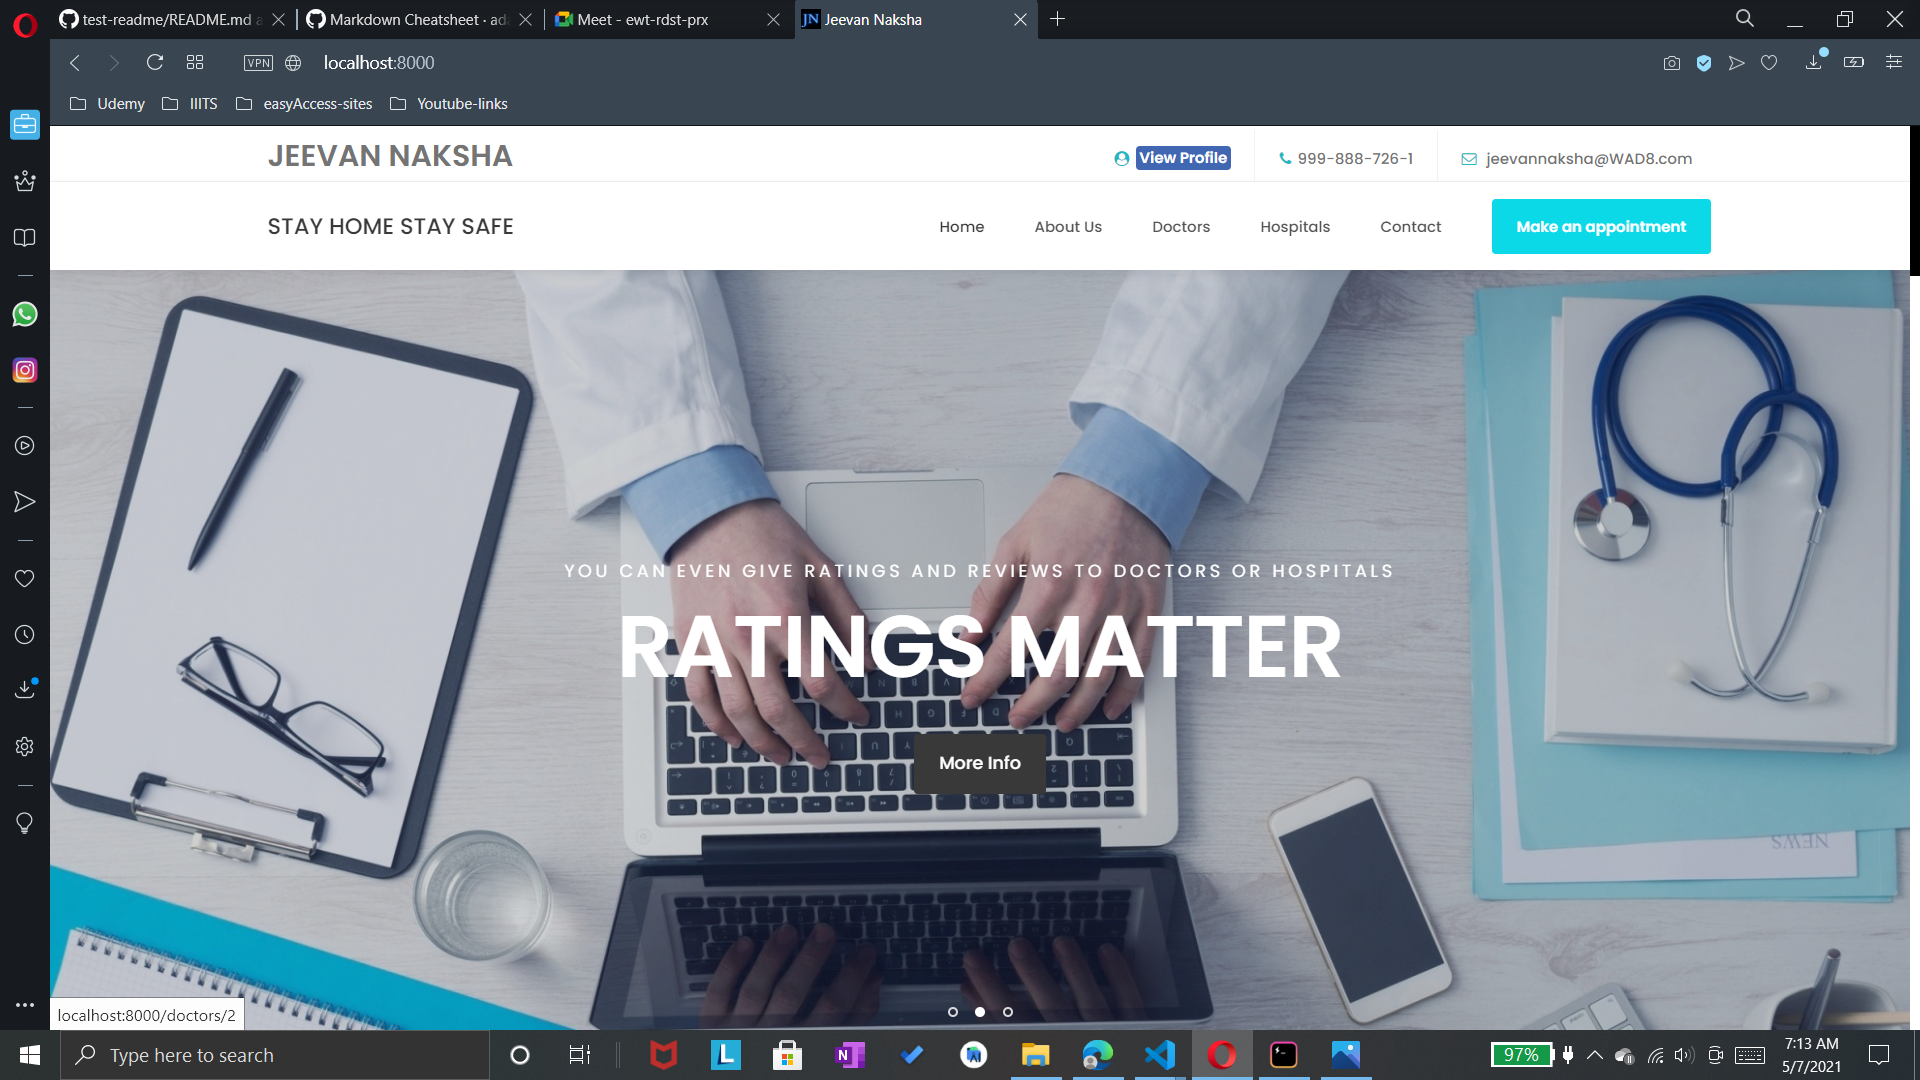 test-readme/README.md a
Markdown Cheatsheet · ad
Meet - ewt-rdst-prx
JN Jeevan Naksha
VPN
localhost:8000
Udemy
IIITS
easyAccess-sites
Youtube-links
JEEVAN NAKSHA
View Profile
999-888-726-1
jeevannaksha@WAD8.com
STAY HOME STAY SAFE
Home
About Us
Doctors
Hospitals
Contact
Make an appointment
YOU CAN EVEN GIVE RATINGS AND REVIEWS TO DOCTORS OR HOSPITALS
RATINGS MATTER
More Info
NEWS
localhost:8000/doctors/2
Type here to search
97%
7:13 AM
5/7/2021